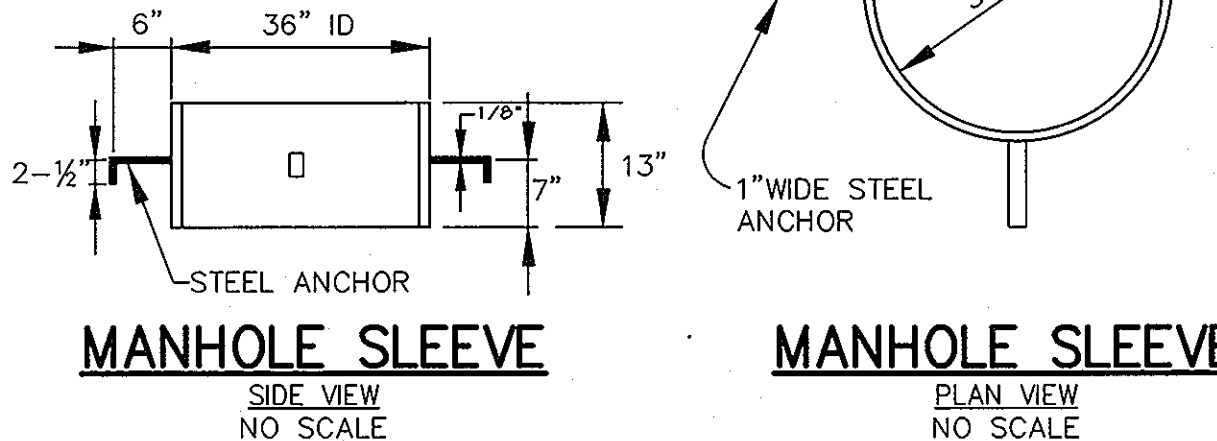 6" 36" ID
1/8"
2-½"
13"
7"
STEEL ANCHOR
MANHOLE SLEEVE
SIDE VIEW
NO SCALE
1"WIDE STEEL
ANCHOR
MANHOLE SLEEVE
PLAN VIEW
NO SCALE